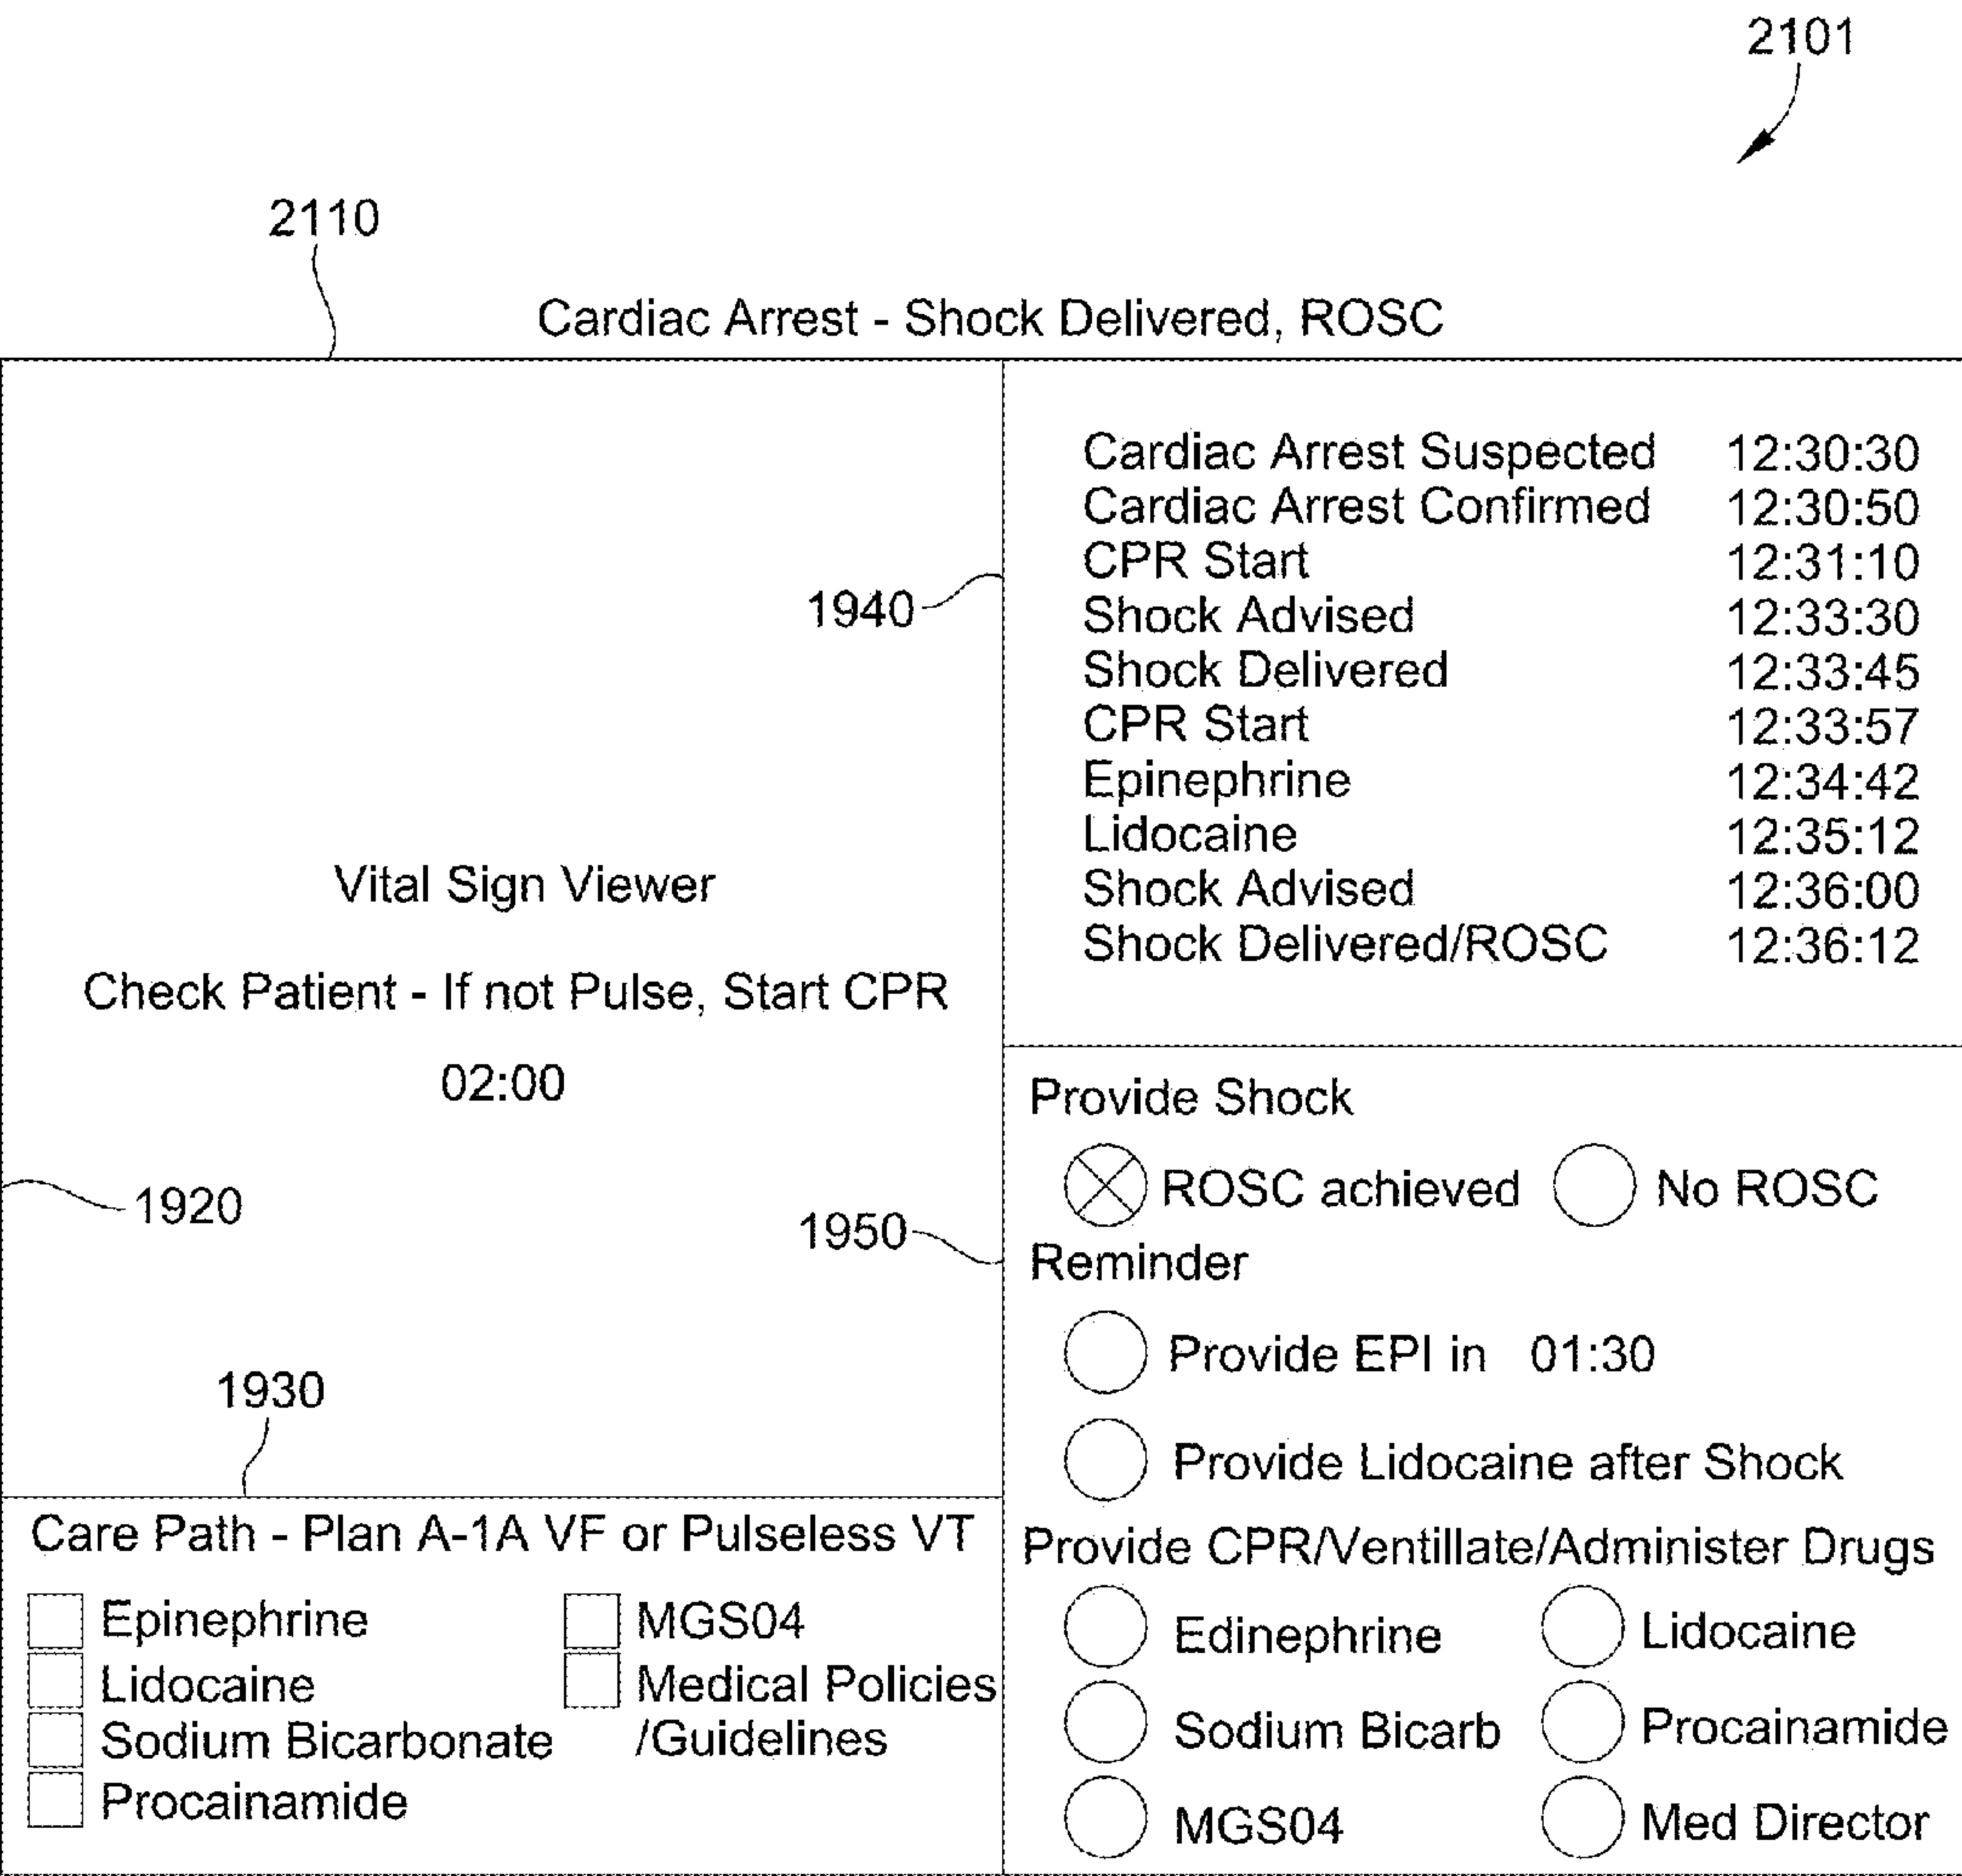 2101
2110
Cardiac Arrest - Shock Delivered, ROSC
1940
Vital Sign Viewer
Check Patient - If not Pulse, Start CPR
02:00
1920
1930
Care Path - Plan A-1A VF or Pulseless VT
Epinephrine
Lidocaine
Sodium Bicarbonate
Procainamide
MGS04
Medical Policies
/Guidelines
Cardiac Arrest Suspected 12:30:30
Cardiac Arrest Confirmed 12:30:50
CPR Start 12:31:10
Shock Advised 12:33:30
Shock Delivered 12:33:45
CPR Start 12:33:57
Epinephrine 12:34:42
Lidocaine 12:35:12
Shock Advised 12:36:00
Shock Delivered/ROSC 12:36:12
1950
Provide Shock
ROSC achieved No ROSC
Reminder
Provide EPI in 01:30
Provide Lidocaine after Shock
Provide CPR/Ventillate/Administer Drugs
Edinephrine Lidocaine
Sodium Bicarb Procainamide
MGS04 Med Director